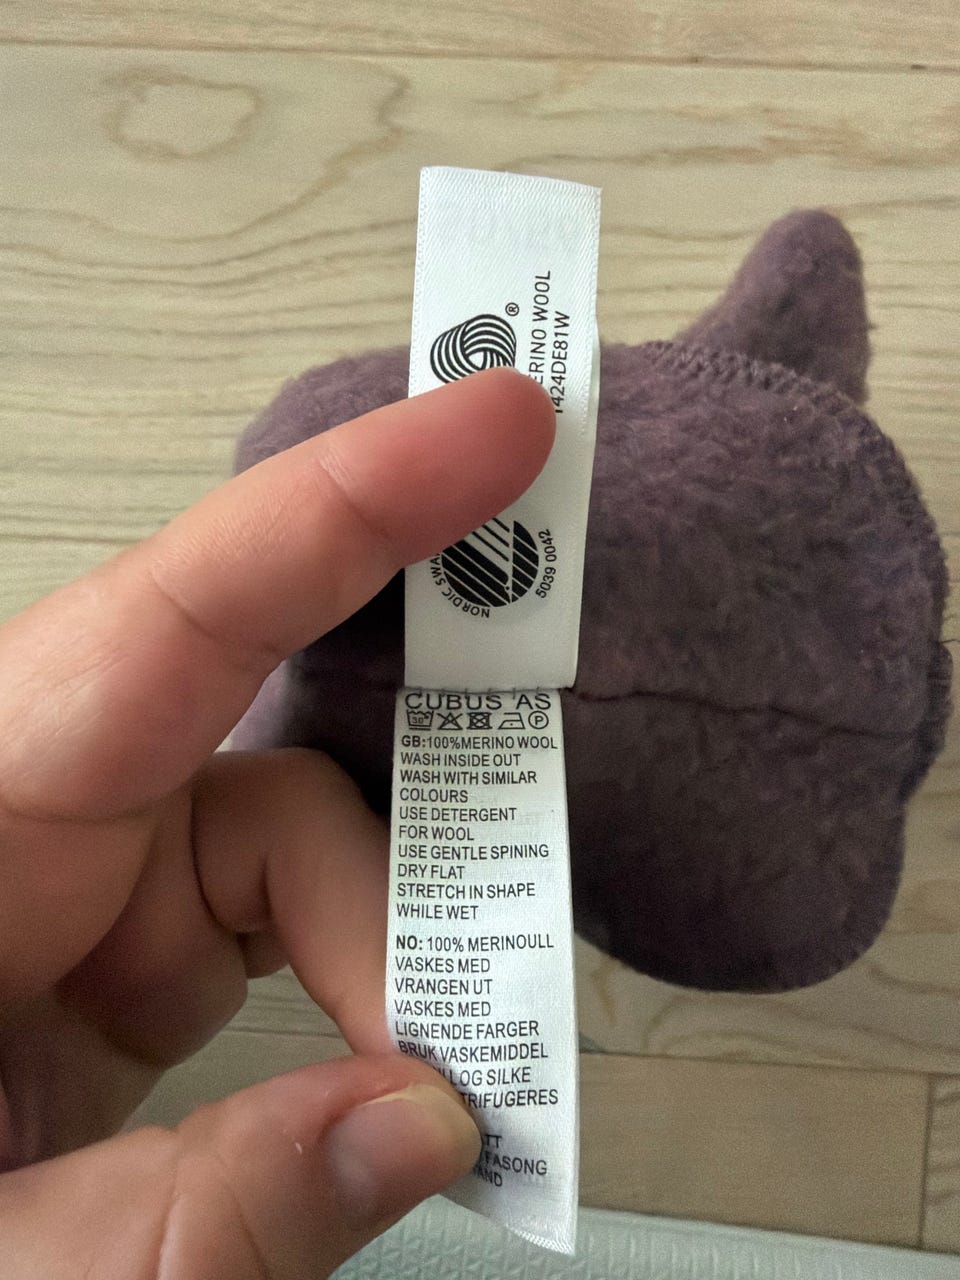 ®
WOOL
1424DE81W
NORDIC
5039 0042
CUBUS AS
30°
P
GB:100%MERINO WOOL
WASH INSIDE OUT
WASH WITH SIMILAR
COLOURS
USE DETERGENT
FOR WOOL
USE GENTLE SPINING
DRY FLAT
STRETCH IN SHAPE
WHILE WET
NO: 100% MERINOULL
VASKES MED
VRANGEN UT
VASKES MED
LIGNENDE FARGER
BRUK VASKEMIDDEL
OG SILKE
FASONG